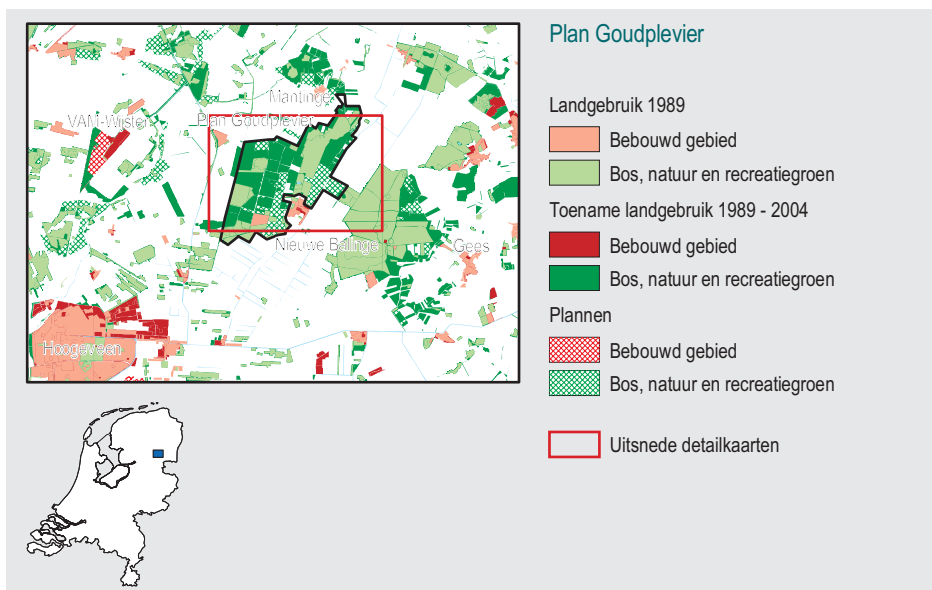 Plan Goudplevier
Landgebruik 1989
Bebouwd gebied
Bos, natuur en recreatiegroen
Toename landgebruik 1989 - 2004
Bebouwd gebied
Bos, natuur en recreatiegroen
Plannen
Bebouwd gebied
Bos, natuur en recreatiegroen
Uitsnede detailkaarten
Mantinge
VAM-Wijster
Plan Goudplevier
Nieuwe Balinge
Gees
Hoogeveen